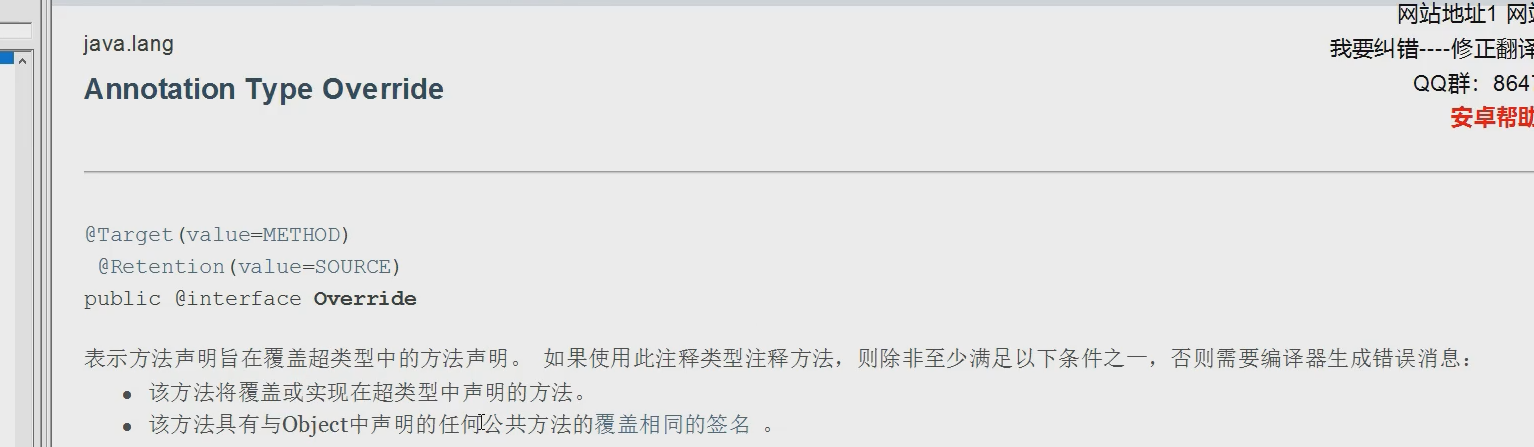 网站地址1 网站
java.lang
我要纠错----修正翻译
Annotation Type Override
QQ群：8647
安卓帮助
@Target(value=METHOD)
@Retention(value=SOURCE)
public @interface Override
表示方法声明旨在覆盖超类型中的方法声明。 如果使用此注释类型注释方法，则除非至少满足以下条件之一，否则需要编译器生成错误消息：
• 该方法将覆盖或实现在超类型中声明的方法。
• 该方法具有与Object中声明的任何公共方法的覆盖相同的签名 。